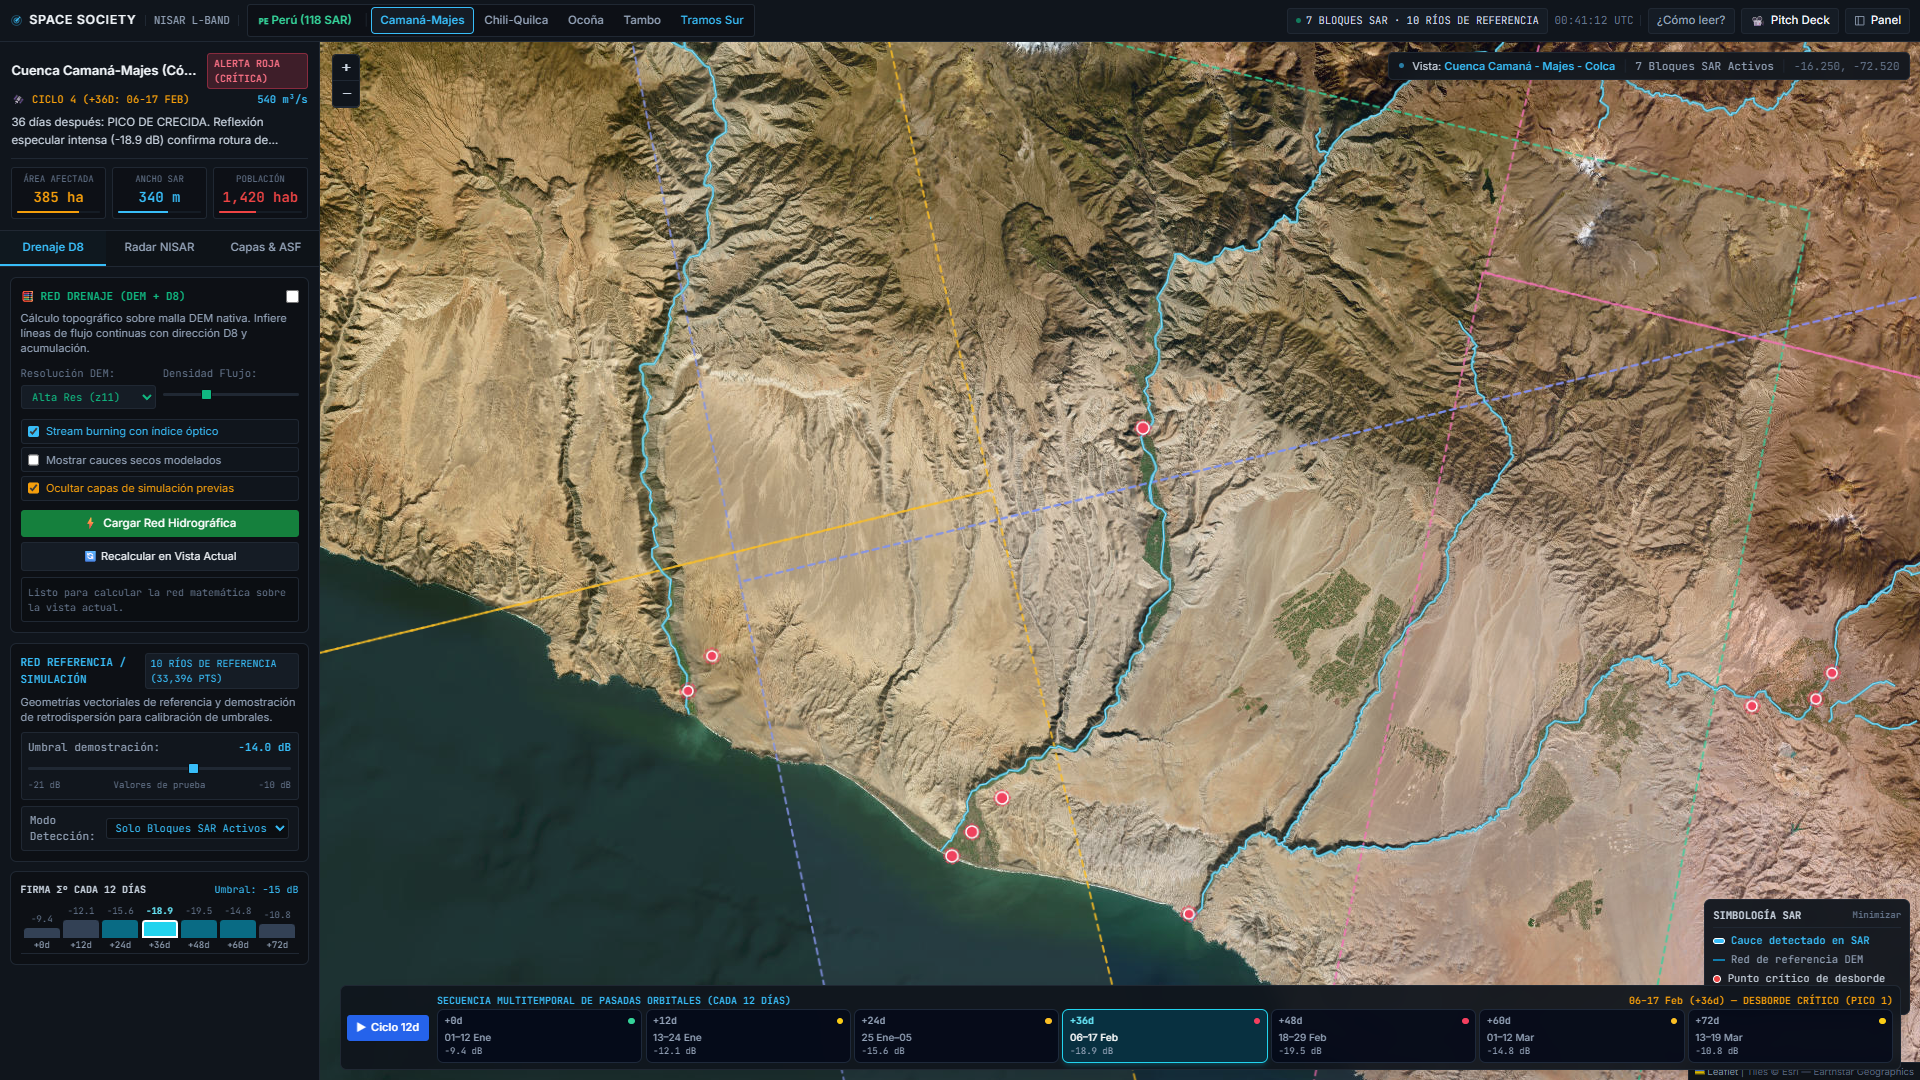 SPACE SOCIETY
NISAR L-BAND
PE Perú (118 SAR)
Camaná-Majes
Chili-Quilca
Ocoña
Tambo
Tramos Sur
7 BLOQUES SAR · 10 RÍOS DE REFERENCIA
00:41:12 UTC
¿Cómo leer?
Pitch Deck
Panel
Cuenca Camaná-Majes (Có...
ALERTA ROJA
(CRÍTICA)
CICLO 4 (+36D: 06-17 FEB)
540 m³/s
36 días después: PICO DE CRECIDA. Reflexión
especular intensa (-18.9 dB) confirma rotura de...
ÁREA AFECTADA
385 ha
ANCHO SAR
340 m
POBLACIÓN
1,420 hab
Drenaje D8
Radar NISAR
Capas & ASF
RED DRENAJE (DEM + D8)
Cálculo topográfico sobre malla DEM nativa. Infiere
líneas de flujo continuas con dirección D8 y
acumulación.
Resolución DEM:
Densidad Flujo:
Alta Res (z11)
Stream burning con índice óptico
Mostrar cauces secos modelados
Ocultar capas de simulación previas
Cargar Red Hidrográfica
Recalcular en Vista Actual
Listo para calcular la red matemática sobre
la vista actual.
RED REFERENCIA /
SIMULACIÓN
10 RÍOS DE REFERENCIA
(33,396 PTS)
Geometrías vectoriales de referencia y demostración
de retrodispersión para calibración de umbrales.
Umbral demostración:
-14.0 dB
-21 dB
Valores de prueba
-10 dB
Modo
Detección:
Solo Bloques SAR Activos
FIRMA Σº CADA 12 DÍAS
Umbral: -15 dB
-9.4
-12.1
-15.6
-18.9
-19.5
-14.8
-10.8
+0d
+12d
+24d
+36d
+48d
+60d
+72d
+
−
Vista: Cuenca Camaná - Majes - Colca
7 Bloques SAR Activos
-16.250, -72.520
SIMBOLOGÍA SAR
Minimizar
Cauce detectado en SAR
Red de referencia DEM
Punto crítico de desborde
SECUENCIA MULTITEMPORAL DE PASADAS ORBITALES (CADA 12 DÍAS)
06-17 Feb (+36d) — DESBORDE CRÍTICO (PICO 1)
Ciclo 12d
+0d
01–12 Ene
-9.4 dB
+12d
13–24 Ene
-12.1 dB
+24d
25 Ene–05
-15.6 dB
+36d
06–17 Feb
-18.9 dB
+48d
18–29 Feb
-19.5 dB
+60d
01–12 Mar
-14.8 dB
+72d
13–19 Mar
-10.8 dB
Leaflet | Tiles © Esri — Earthstar Geographics